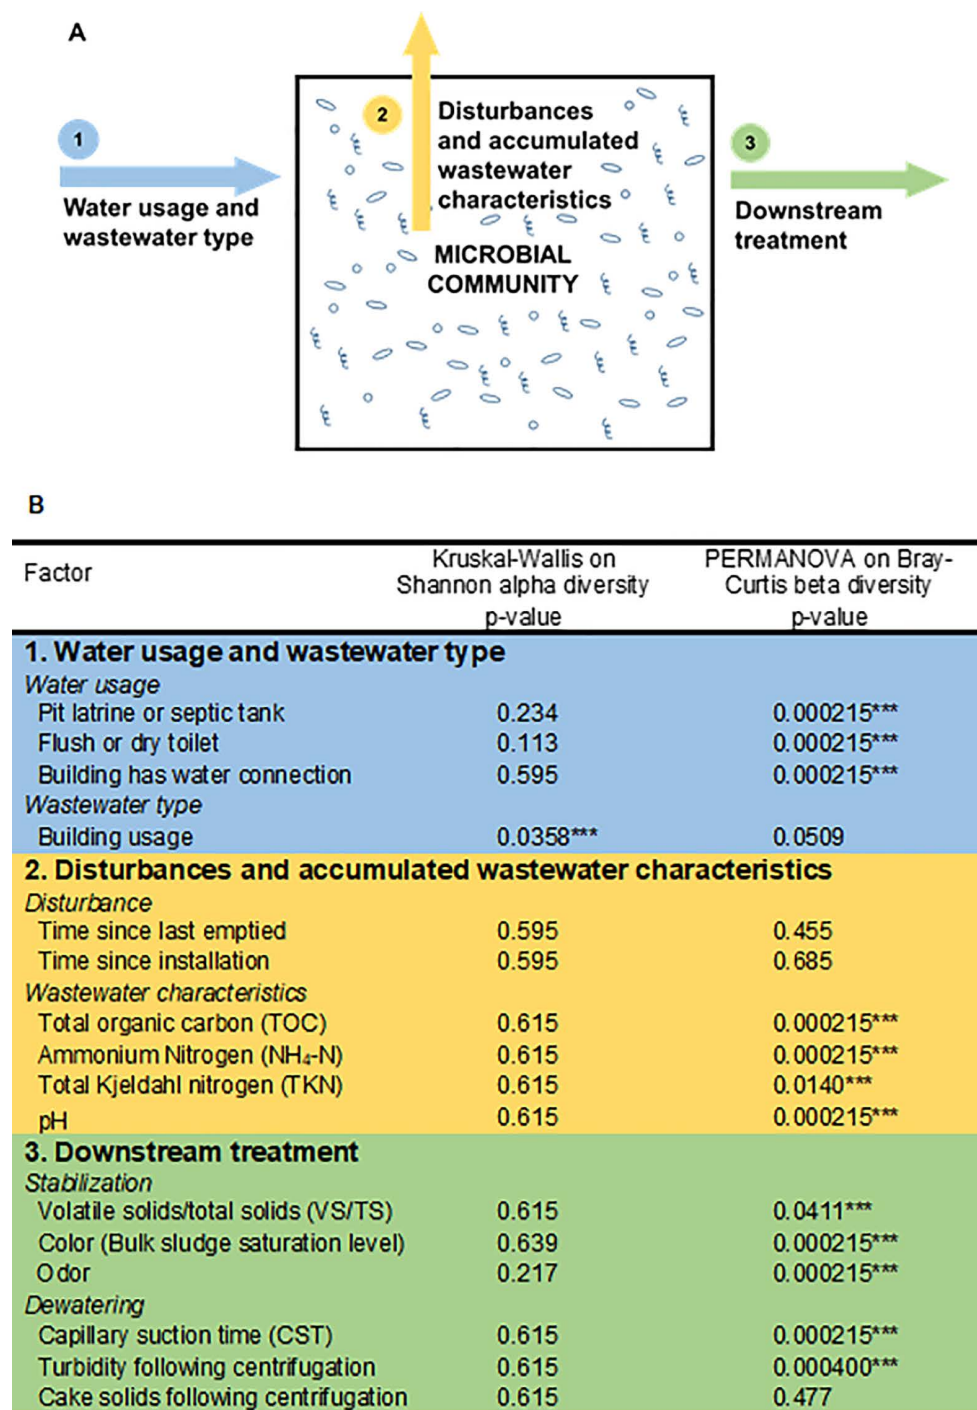 A
1
Water usage and
wastewater type
2
Disturbances
and accumulated
wastewater
characteristics
MICROBIAL
COMMUNITY
3
Downstream
treatment
B
Factor Kruskal-Wallis on Shannon alpha diversity p-value PERMANOVA on Bray-Curtis beta diversity p-value
1. Water usage and wastewater type
Water usage
Pit latrine or septic tank 0.234 0.000215***
Flush or dry toilet 0.113 0.000215***
Building has water connection 0.595 0.000215***
Wastewater type
Building usage 0.0358*** 0.0509
2. Disturbances and accumulated wastewater characteristics
Disturbance
Time since last emptied 0.595 0.455
Time since installation 0.595 0.685
Wastewater characteristics
Total organic carbon (TOC) 0.615 0.000215***
Ammonium Nitrogen (NH₄-N) 0.615 0.000215***
Total Kjeldahl nitrogen (TKN) 0.615 0.0140***
pH 0.615 0.000215***
3. Downstream treatment
Stabilization
Volatile solids/total solids (VS/TS) 0.615 0.0411***
Color (Bulk sludge saturation level) 0.639 0.000215***
Odor 0.217 0.000215***
Dewatering
Capillary suction time (CST) 0.615 0.000215***
Turbidity following centrifugation 0.615 0.000400***
Cake solids following centrifugation 0.615 0.477